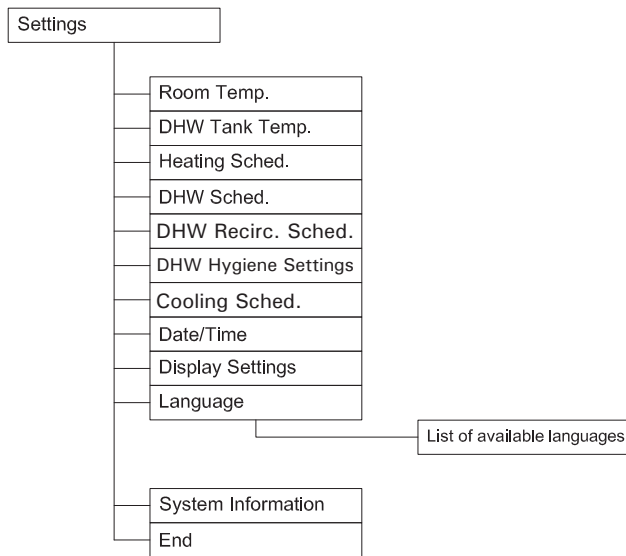 Settings
Room Temp.
DHW Tank Temp.
Heating Sched.
DHW Sched.
DHW Recirc. Sched.
DHW Hygiene Settings
Cooling Sched.
Date/Time
Display Settings
Language
List of available languages
System Information
End